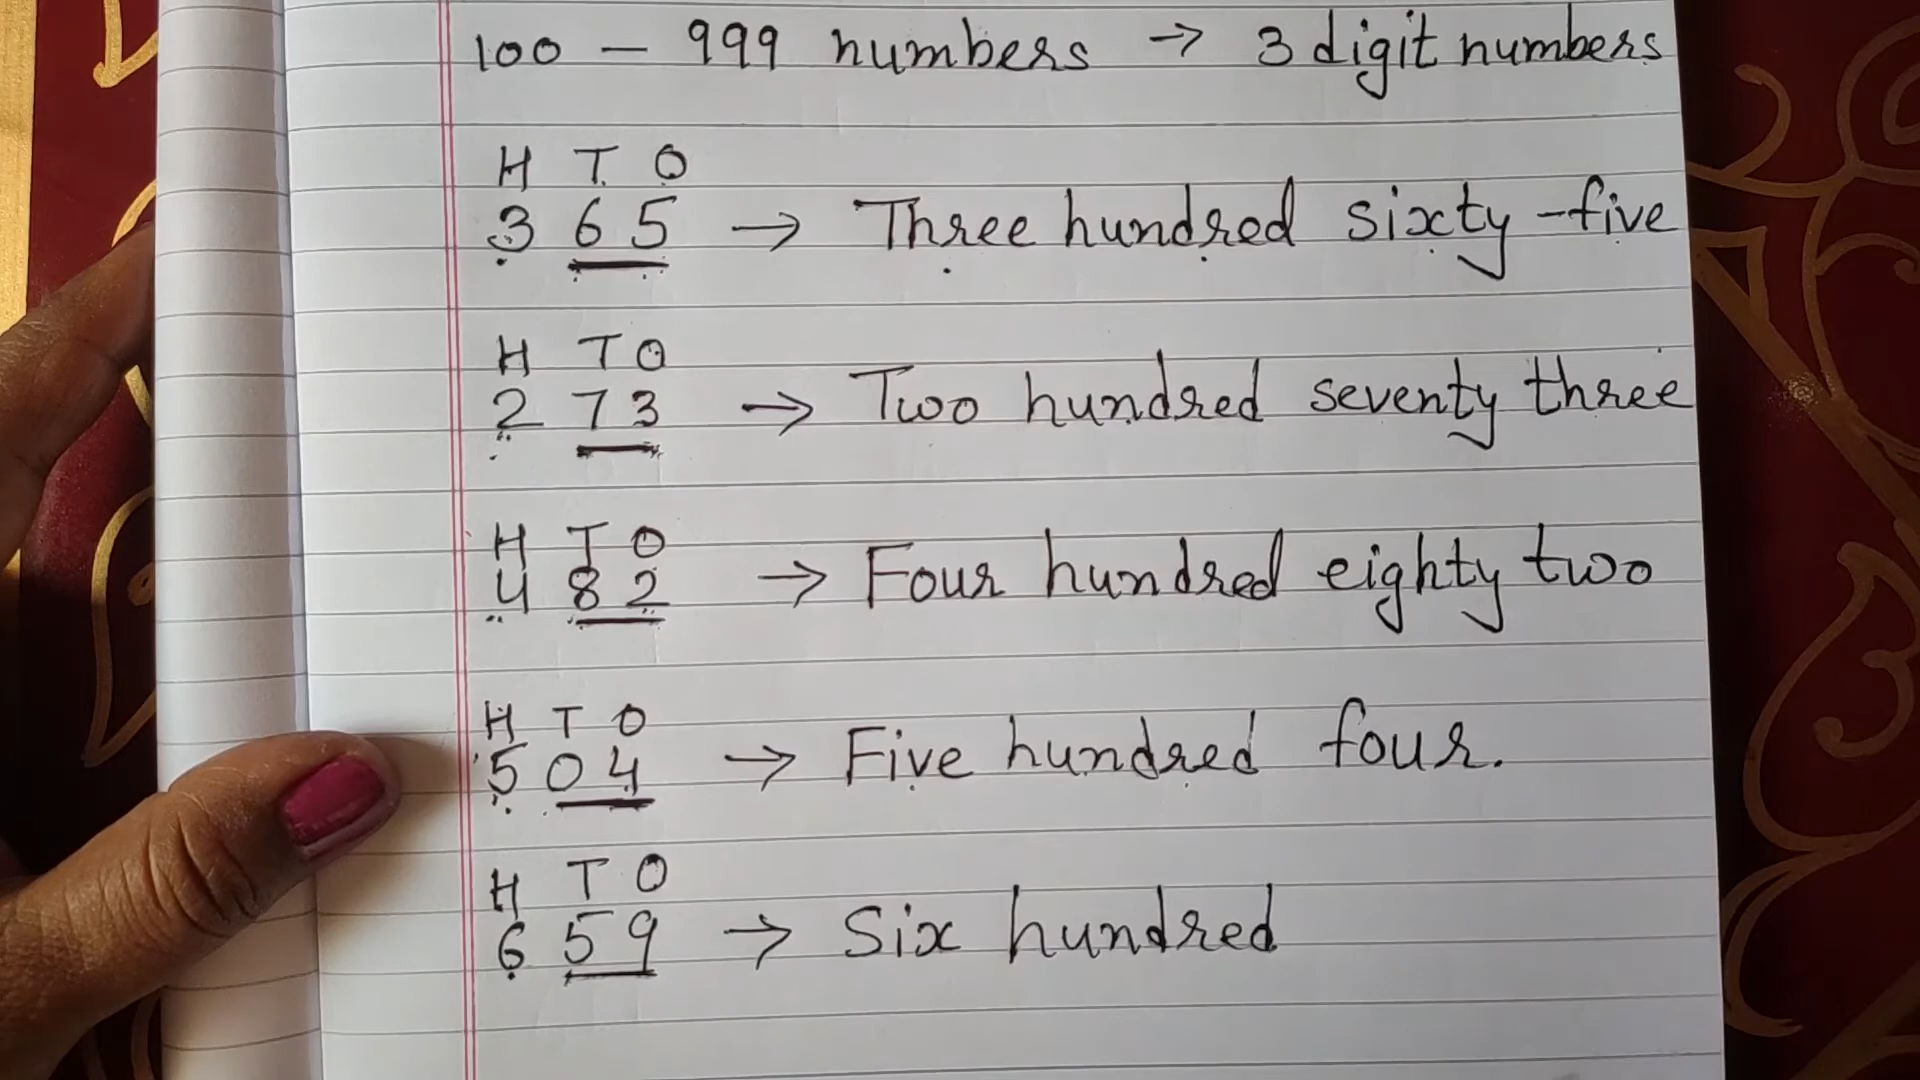 100 - 999 numbers → 3 digit numbers
H T O
3 6 5 → Three hundred sixty-five
H T O
2 7 3 → Two hundred seventy three
H T O
4 8 2 → Four hundred eighty two
H T O
5 0 4 → Five hundred four.
H T O
6 5 9 → Six hundred